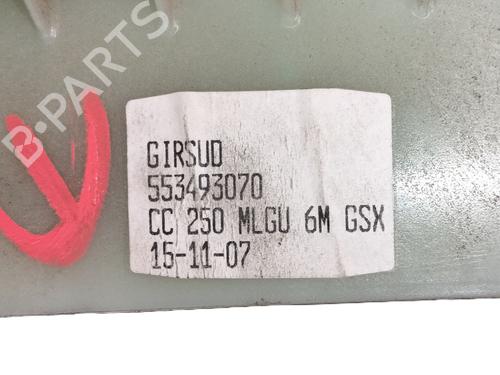 B-PARTS
GIRSUD
553493070
CC 250 MLGU 6M GSX
15-11-07